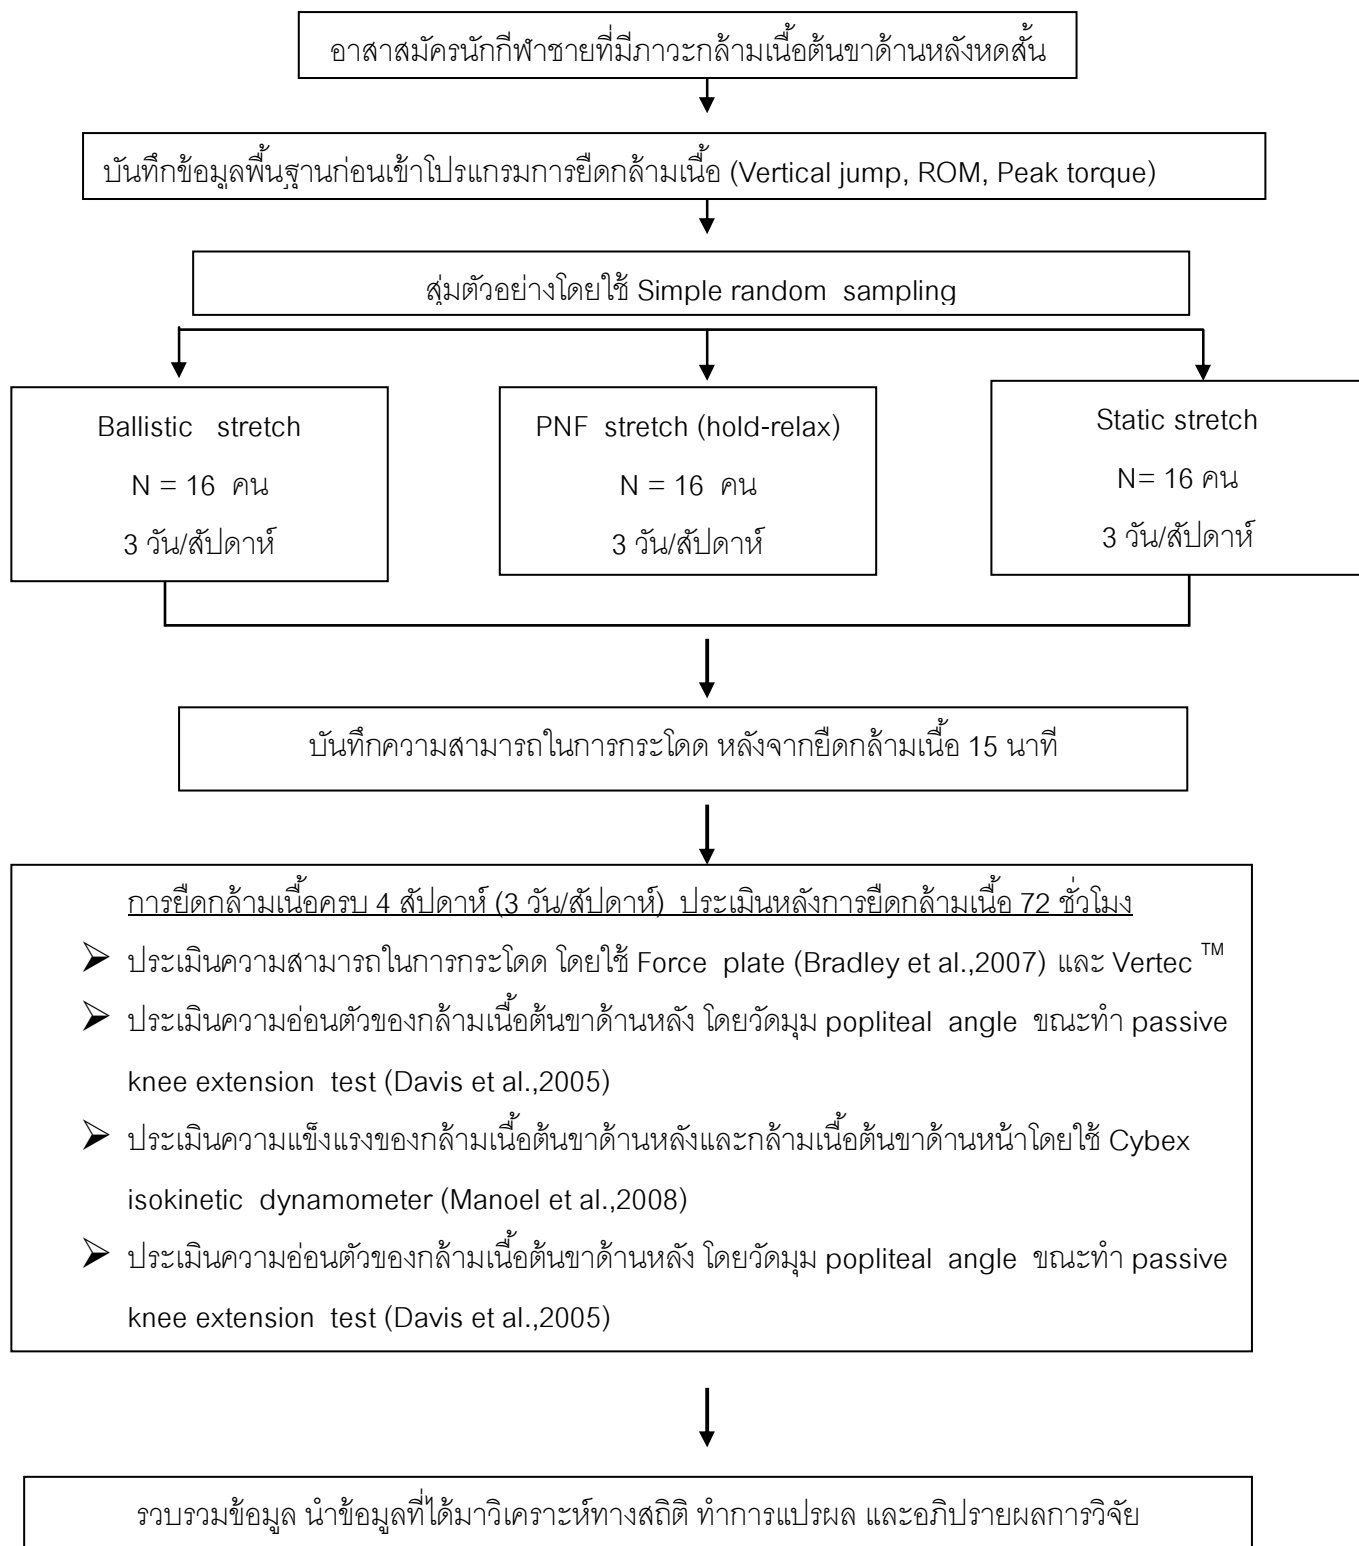 อาสาสมัครนักกีฬาชายที่มีภาวะกล้ามเนื้อต้นขาด้านหลังหดสั้น
บันทึกข้อมูลพื้นฐานก่อนเข้าโปรแกรมการยืดกล้ามเนื้อ (Vertical jump, ROM, Peak torque)
สุ่มตัวอย่างโดยใช้ Simple random sampling
Ballistic stretch
N = 16 คน
3 วัน/สัปดาห์
PNF stretch (hold-relax)
N = 16 คน
3 วัน/สัปดาห์
Static stretch
N= 16 คน
3 วัน/สัปดาห์
บันทึกความสามารถในการกระโดด หลังจากยืดกล้ามเนื้อ 15 นาที
การยืดกล้ามเนื้อครบ 4 สัปดาห์ (3 วัน/สัปดาห์) ประเมินหลังการยืดกล้ามเนื้อ 72 ชั่วโมง
➢ ประเมินความสามารถในการกระโดด โดยใช้ Force plate (Bradley et al.,2007) และ Vertec ™
➢ ประเมินความอ่อนตัวของกล้ามเนื้อต้นขาด้านหลัง โดยวัดมุม popliteal angle ขณะทำ passive
knee extension test (Davis et al.,2005)
➢ ประเมินความแข็งแรงของกล้ามเนื้อต้นขาด้านหลังและกล้ามเนื้อต้นขาด้านหน้าโดยใช้ Cybex
isokinetic dynamometer (Manoel et al.,2008)
➢ ประเมินความอ่อนตัวของกล้ามเนื้อต้นขาด้านหลัง โดยวัดมุม popliteal angle ขณะทำ passive
knee extension test (Davis et al.,2005)
รวบรวมข้อมูล นำข้อมูลที่ได้มาวิเคราะห์ทางสถิติ ทำการแปรผล และอภิปรายผลการวิจัย